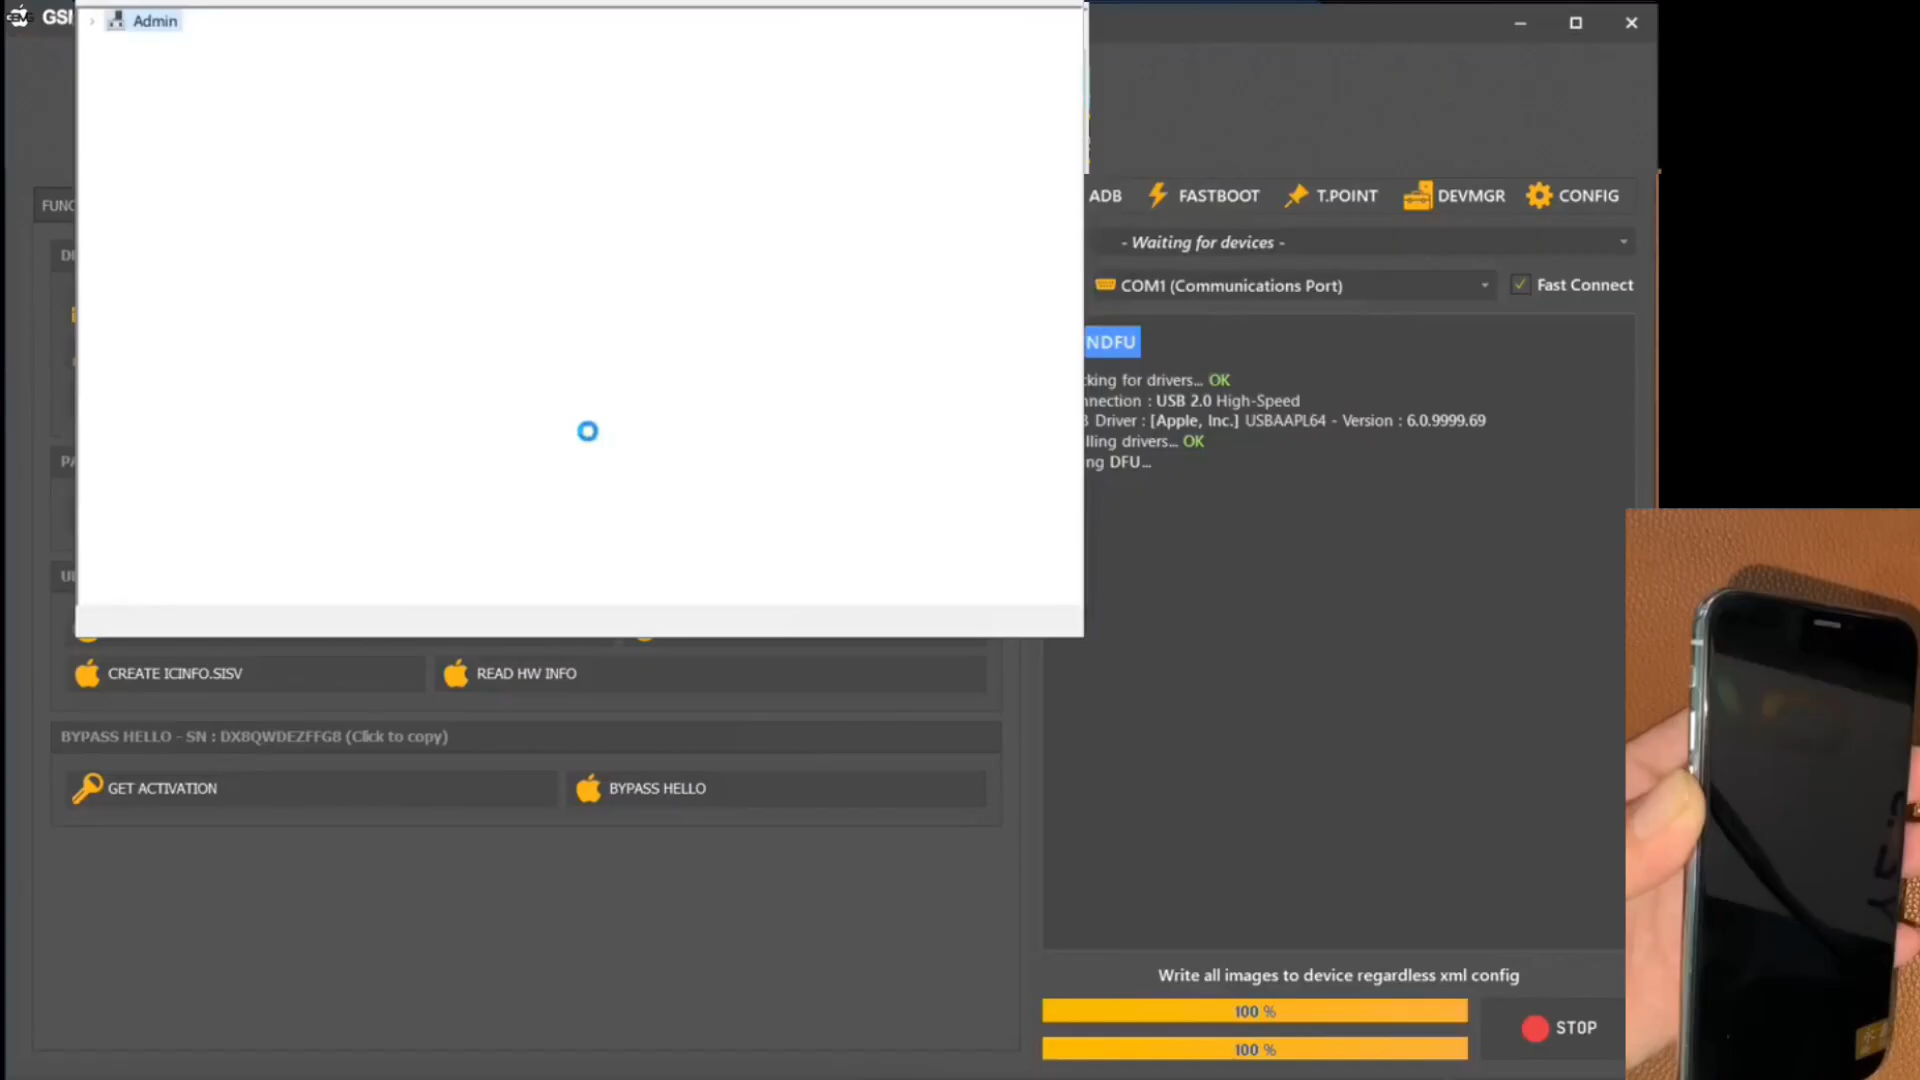 GSM
Admin
ADB
FASTBOOT
T.POINT
DEVMGR
CONFIG
FUNC
- Waiting for devices -
COM1 (Communications Port)
Fast Connect
NDFU
cking for drivers... OK
nnection : USB 2.0 High-Speed
B Driver : [Apple, Inc.] USBAAPL64 - Version : 6.0.9999.69
lling drivers... OK
ng DFU...
CREATE ICINFO.SISV
READ HW INFO
BYPASS HELLO - SN : DX8QWDEZFFG8 (Click to copy)
GET ACTIVATION
BYPASS HELLO
Write all images to device regardless xml config
100 %
STOP
100 %